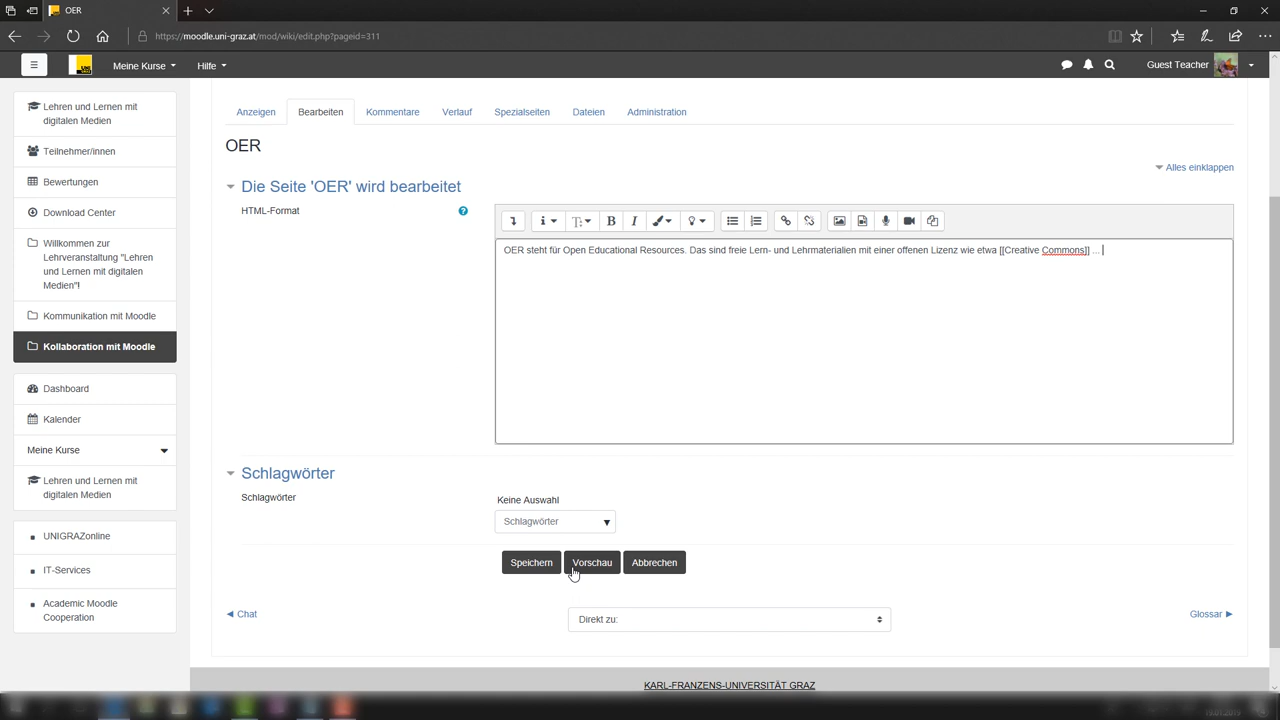 OER
https://moodle.uni-graz.at/mod/wiki/edit.php?pageid=311
UNI GRAZ
Meine Kurse
Hilfe
Guest Teacher
Lehren und Lernen mit
digitalen Medien
Teilnehmer/innen
Bewertungen
Download Center
Willkommen zur
Lehrveranstaltung "Lehren
und Lernen mit digitalen
Medien"!
Kommunikation mit Moodle
Kollaboration mit Moodle
Dashboard
Kalender
Meine Kurse
Lehren und Lernen mit
digitalen Medien
UNIGRAZonline
IT-Services
Academic Moodle
Cooperation
Anzeigen
Bearbeiten
Kommentare
Verlauf
Spezialseiten
Dateien
Administration
OER
Alles einklappen
Die Seite 'OER' wird bearbeitet
HTML-Format
OER steht für Open Educational Resources. Das sind freie Lern- und Lehrmaterialien mit einer offenen Lizenz wie etwa [[Creative Commons]] ...
Schlagwörter
Schlagwörter
Keine Auswahl
Schlagwörter
Speichern
Vorschau
Abbrechen
◄ Chat
Direkt zu:
Glossar ►
KARL-FRANZENS-UNIVERSITÄT GRAZ